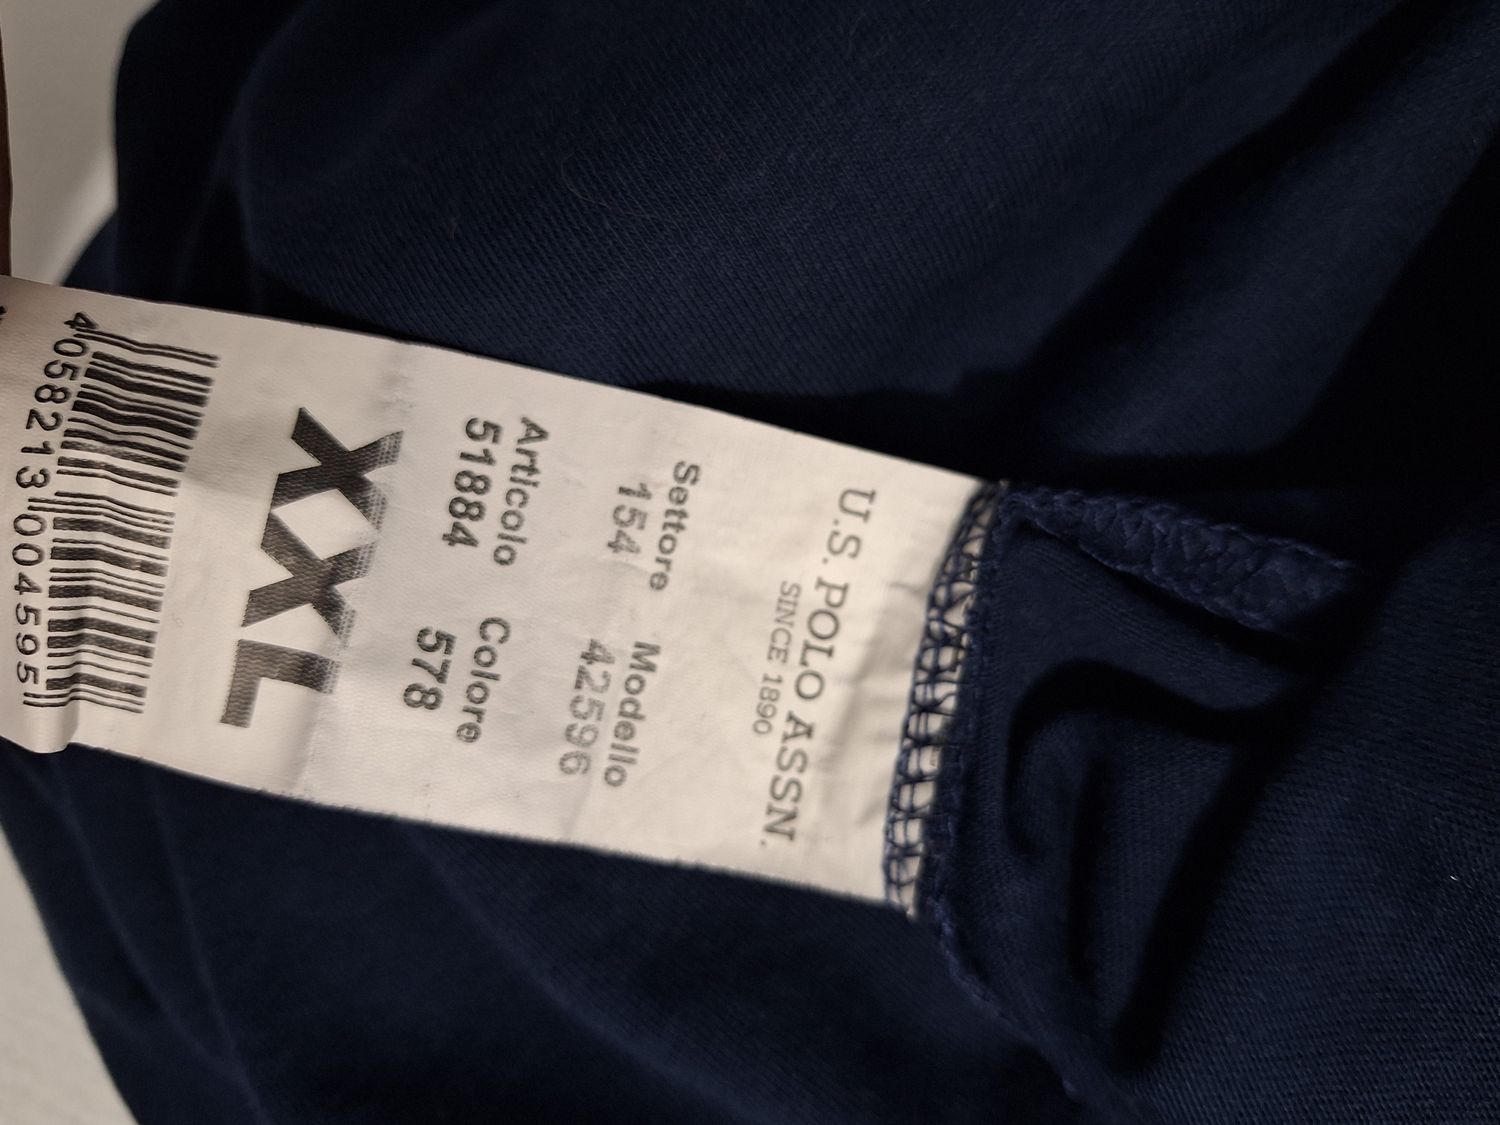 U.S. POLO ASSN.
SINCE 1890
Settore Modello
154 42596
Articolo Colore
51884 578
XXL
4058213004595